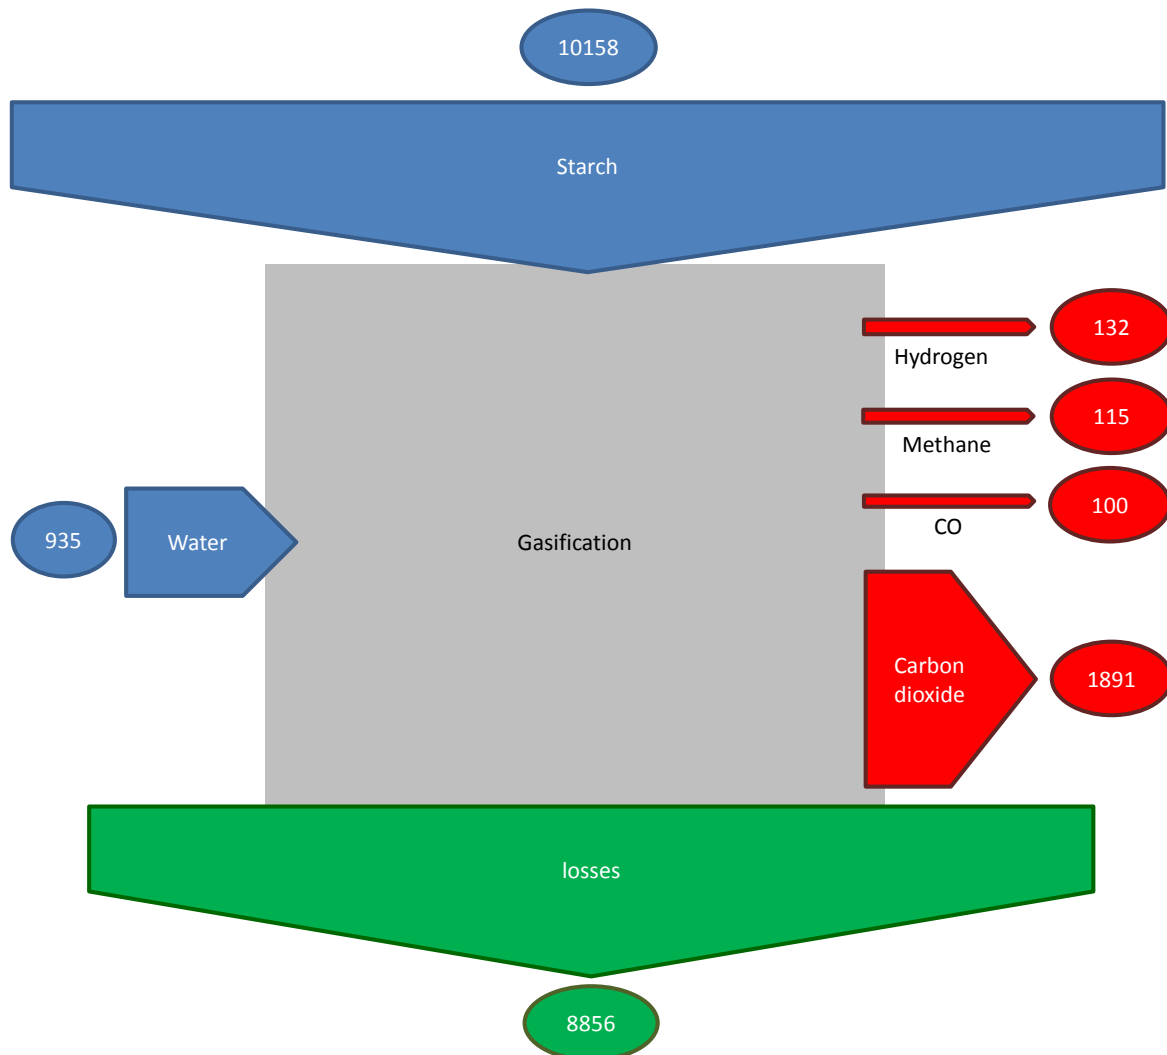 10158
Starch
132
Hydrogen
115
Methane
100
CO
935
Water
Gasification
Carbon
dioxide
1891
losses
8856